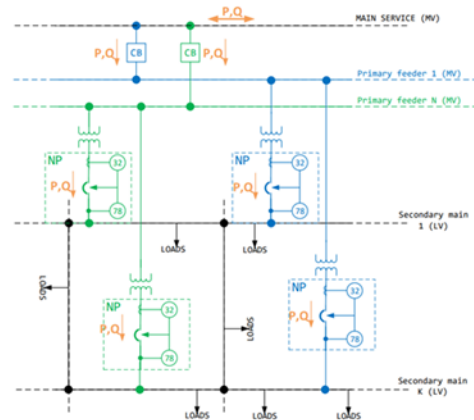 P,Q
MAIN SERVICE (MV)
P,Q
CB
CB
P,Q
Primary feeder 1 (MV)
Primary feeder N (MV)
NP
32
P,Q
78
NP
32
P,Q
78
Secondary main
1 (LV)
LOADS
LOADS
LOADS
NP
32
P,Q
78
LOADS
NP
32
P,Q
78
Secondary main
K (LV)
LOADS
LOADS
LOADS